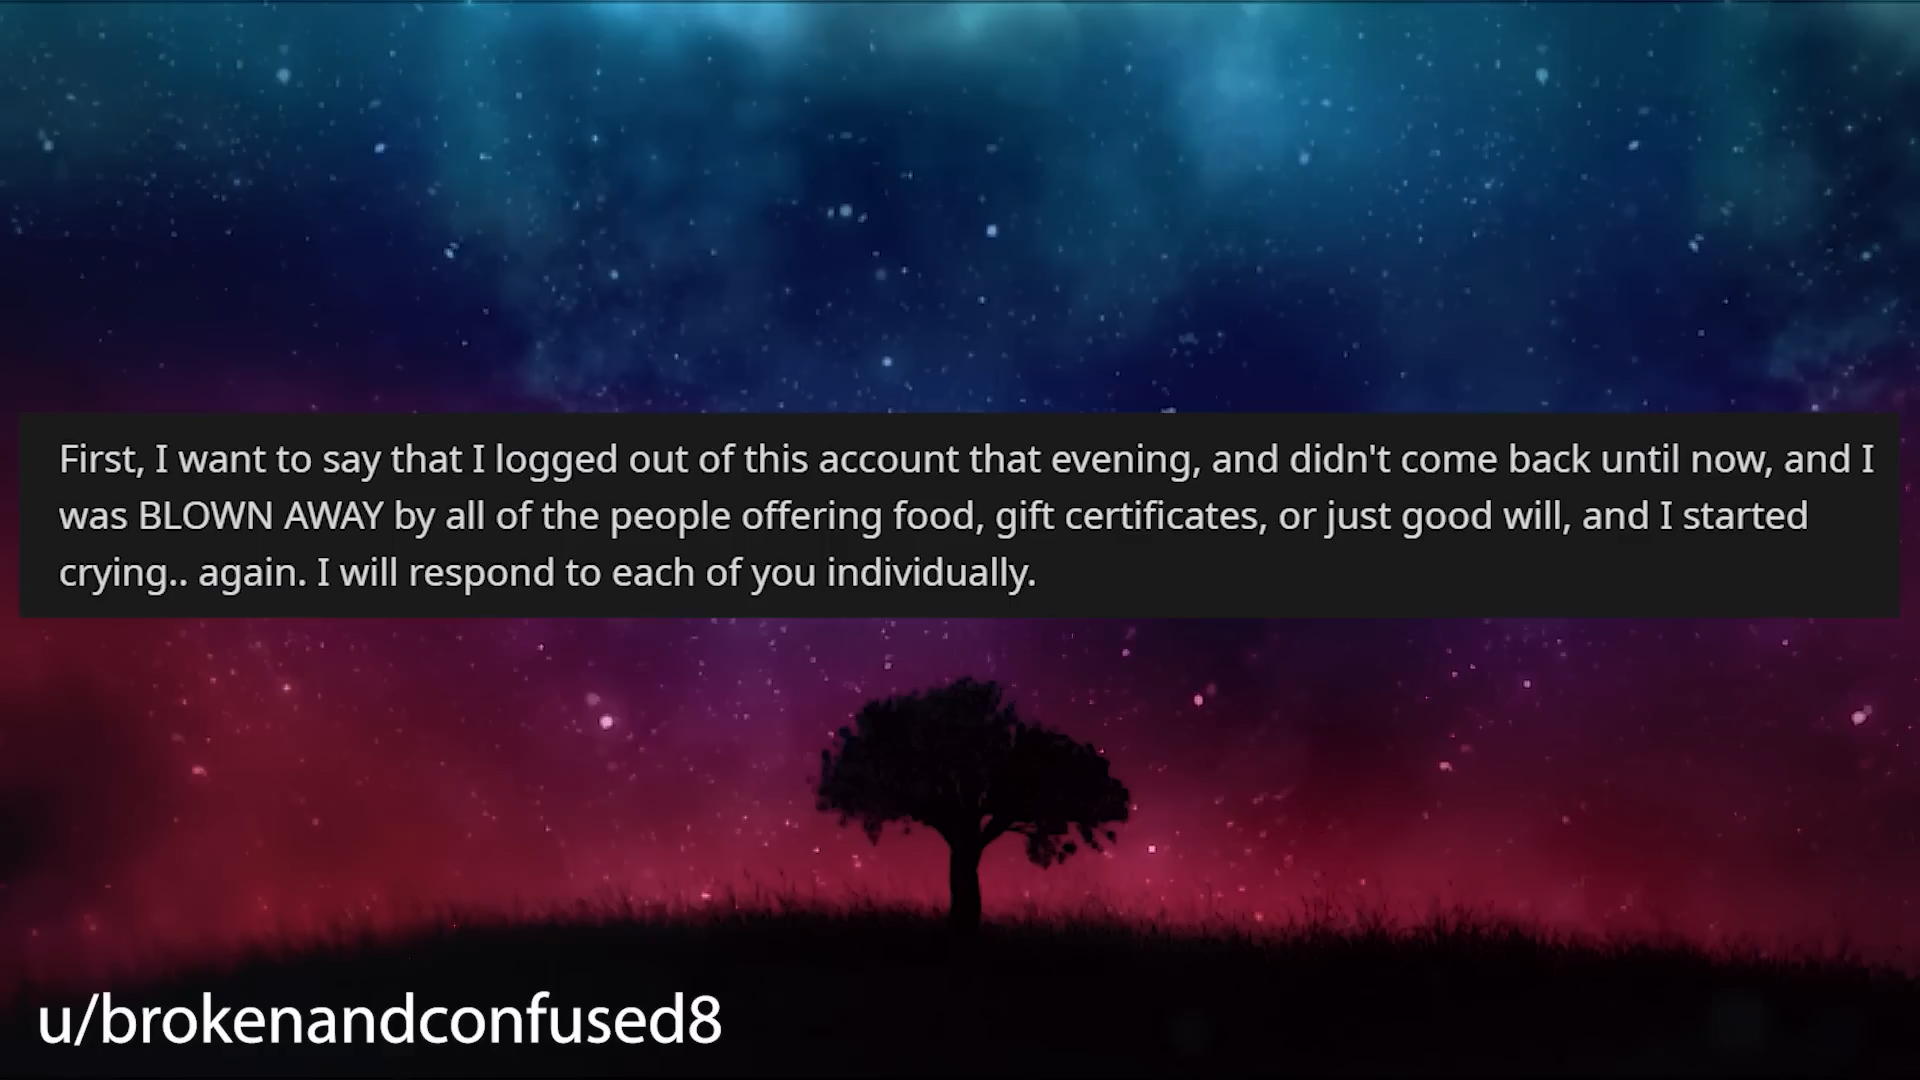 First, I want to say that I logged out of this account that evening, and didn't come back until now, and I
was BLOWN AWAY by all of the people offering food, gift certificates, or just good will, and I started
crying.. again. I will respond to each of you individually.
u/brokenandconfused8